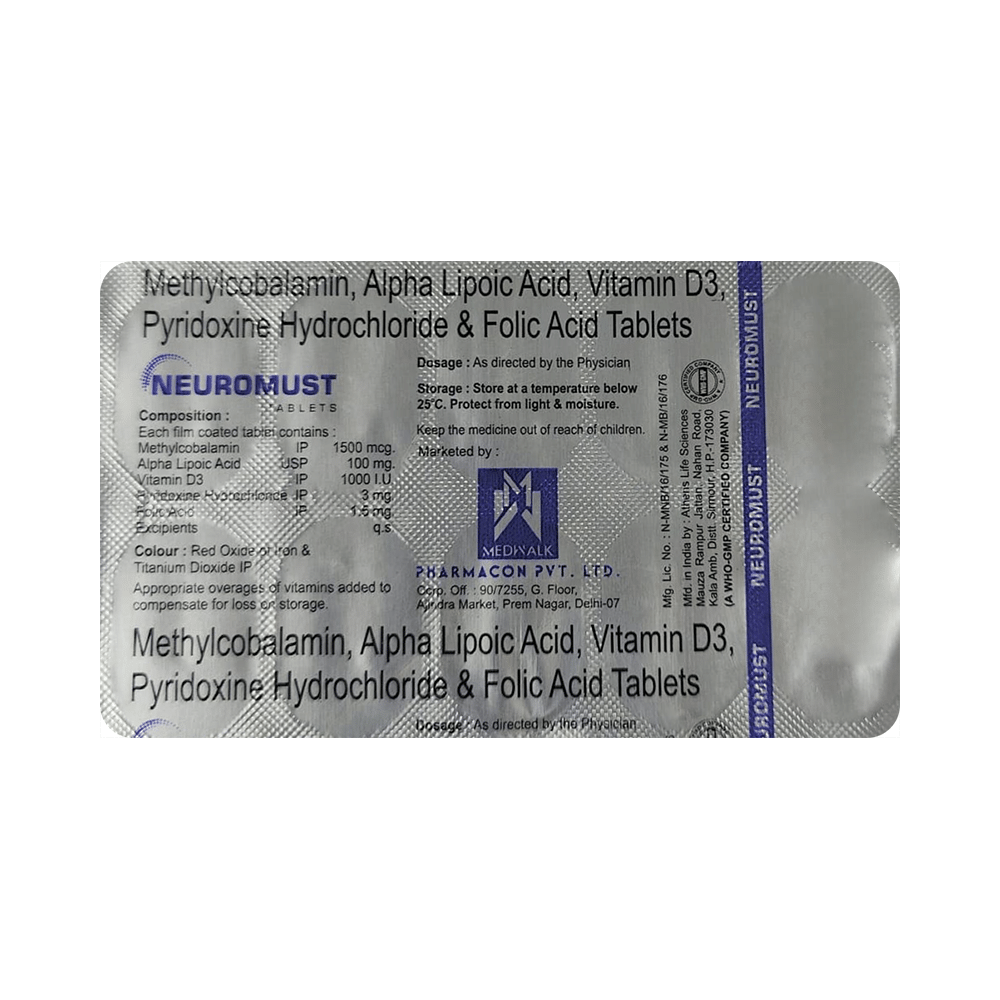 Methylcobalamin, Alpha Lipoic Acid, Vitamin D3,
Pyridoxine Hydrochloride & Folic Acid Tablets
NEUROMUST
TABLETS
Composition :
Each film coated tablet contains :
Methylcobalamin IP 1500 mcg.
Alpha Lipoic Acid USP 100 mg.
Vitamin D3 IP 1000 I.U.
Pyridoxine Hydrochloride IP 3 mg.
Folic Acid IP 1.5 mg.
Excipients q.s.
Colour : Red Oxide of Iron &
Titanium Dioxide IP
Appropriate overages of vitamins added to
compensate for loss on storage.
Dosage : As directed by the Physician
Storage : Store at a temperature below
25°C. Protect from light & moisture.
Keep the medicine out of reach of children.
Marketed by :
MEDWALK
PHARMACON PVT. LTD.
Corp. Off. : 90/7255, G. Floor,
Ajindra Market, Prem Nagar, Delhi-07
Mfg. Lic. No. : N-MNB/16/175 & N-MB/16/176
Mfd. in India by : Athens Life Sciences
Mauza Rampur Jattan, Nahan Road,
Kala Amb, Distt. Sirmour, H.P.-173030
(A WHO-GMP CERTIFIED COMPANY)
NEUROMUST
NEUROMUST
UROMUST
Methylcobalamin, Alpha Lipoic Acid, Vitamin D3,
Pyridoxine Hydrochloride & Folic Acid Tablets
Dosage : As directed by the Physician